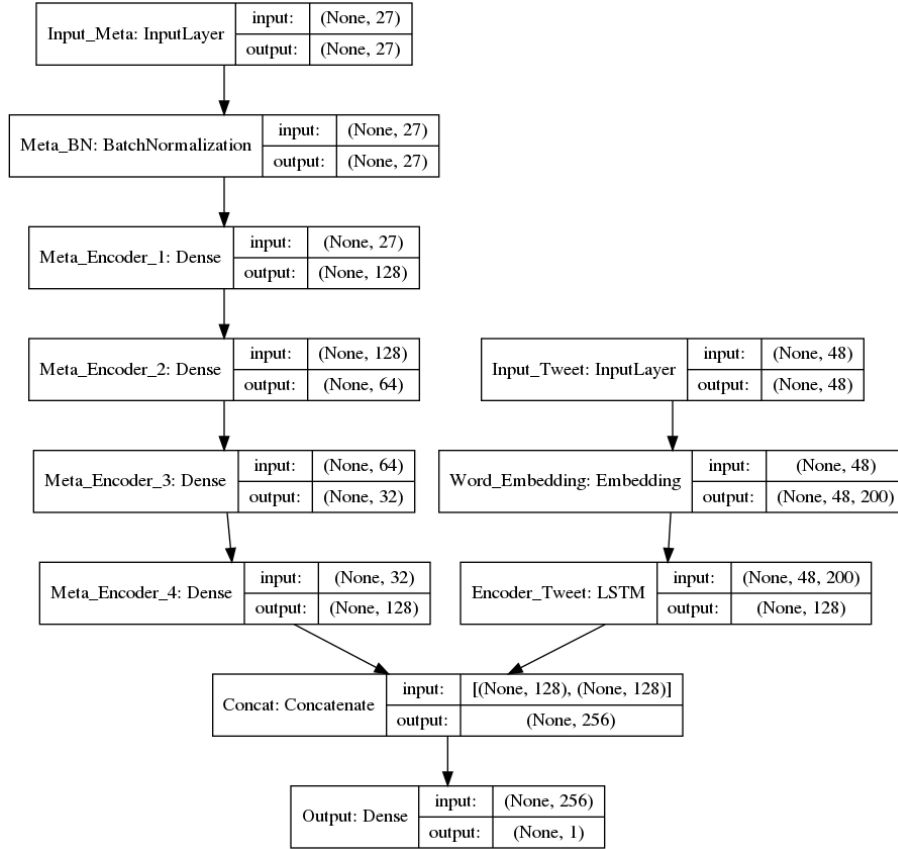 Input_Meta: InputLayer
input: (None, 27)
output: (None, 27)
Meta_BN: BatchNormalization
input: (None, 27)
output: (None, 27)
Meta_Encoder_1: Dense
input: (None, 27)
output: (None, 128)
Meta_Encoder_2: Dense
input: (None, 128)
output: (None, 64)
Input_Tweet: InputLayer
input: (None, 48)
output: (None, 48)
Meta_Encoder_3: Dense
input: (None, 64)
output: (None, 32)
Word_Embedding: Embedding
input: (None, 48)
output: (None, 48, 200)
Meta_Encoder_4: Dense
input: (None, 32)
output: (None, 128)
Encoder_Tweet: LSTM
input: (None, 48, 200)
output: (None, 128)
Concat: Concatenate
input: [(None, 128), (None, 128)]
output: (None, 256)
Output: Dense
input: (None, 256)
output: (None, 1)